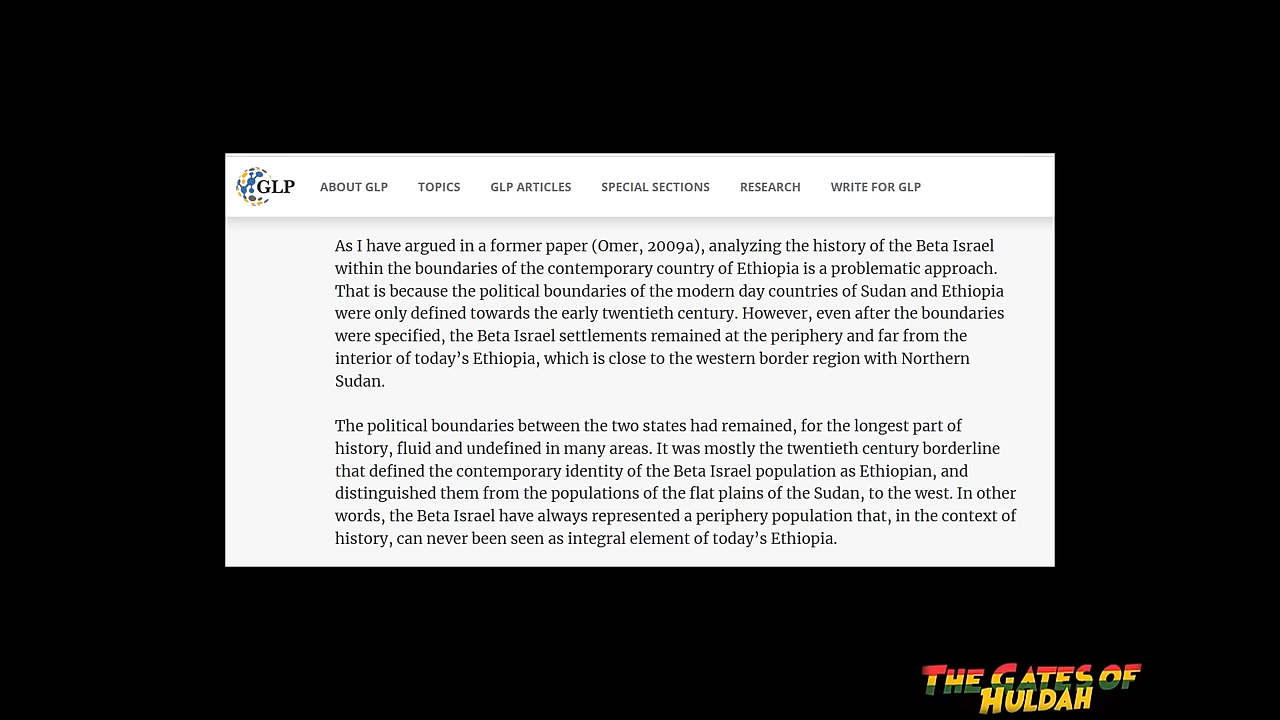 GLP ABOUT GLP TOPICS GLP ARTICLES SPECIAL SECTIONS RESEARCH WRITE FOR GLP
As I have argued in a former paper (Omer, 2009a), analyzing the history of the Beta Israel
within the boundaries of the contemporary country of Ethiopia is a problematic approach.
That is because the political boundaries of the modern day countries of Sudan and Ethiopia
were only defined towards the early twentieth century. However, even after the boundaries
were specified, the Beta Israel settlements remained at the periphery and far from the
interior of today’s Ethiopia, which is close to the western border region with Northern
Sudan.
The political boundaries between the two states had remained, for the longest part of
history, fluid and undefined in many areas. It was mostly the twentieth century borderline
that defined the contemporary identity of the Beta Israel population as Ethiopian, and
distinguished them from the populations of the flat plains of the Sudan, to the west. In other
words, the Beta Israel have always represented a periphery population that, in the context of
history, can never been seen as integral element of today’s Ethiopia.
THE GATES OF
HULDAH